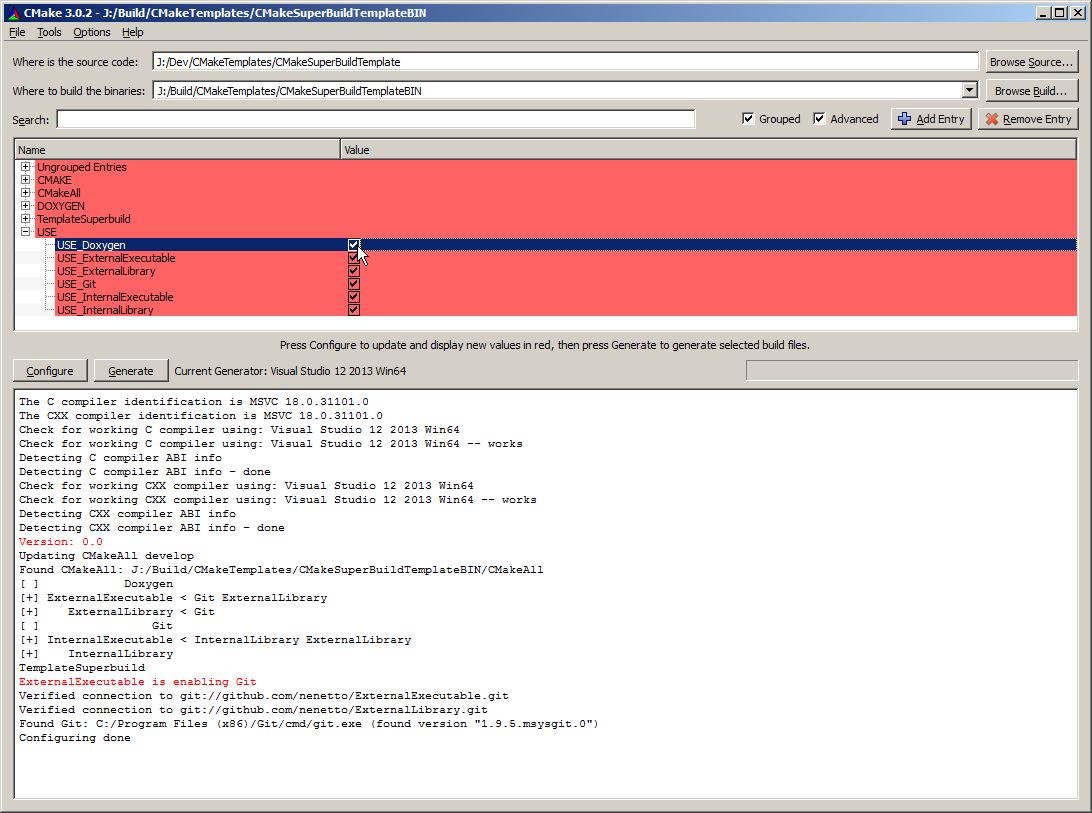 CMake 3.0.2 - J:/Build/CMakeTemplates/CMakeSuperBuildTemplateBIN
File Tools Options Help
Where is the source code: J:/Dev/CMakeTemplates/CMakeSuperBuildTemplate Browse Source...
Where to build the binaries: J:/Build/CMakeTemplates/CMakeSuperBuildTemplateBIN Browse Build...
Search: Grouped Advanced Add Entry Remove Entry
Name Value
Ungrouped Entries
CMAKE
CMakeAll
DOXYGEN
TemplateSuperbuild
USE
USE_Doxygen
USE_ExternalExecutable
USE_ExternalLibrary
USE_Git
USE_InternalExecutable
USE_InternalLibrary
Press Configure to update and display new values in red, then press Generate to generate selected build files.
Configure Generate Current Generator: Visual Studio 12 2013 Win64
The C compiler identification is MSVC 18.0.31101.0
The CXX compiler identification is MSVC 18.0.31101.0
Check for working C compiler using: Visual Studio 12 2013 Win64
Check for working C compiler using: Visual Studio 12 2013 Win64 -- works
Detecting C compiler ABI info
Detecting C compiler ABI info - done
Check for working CXX compiler using: Visual Studio 12 2013 Win64
Check for working CXX compiler using: Visual Studio 12 2013 Win64 -- works
Detecting CXX compiler ABI info
Detecting CXX compiler ABI info - done
Version: 0.0
Updating CMakeAll develop
Found CMakeAll: J:/Build/CMakeTemplates/CMakeSuperBuildTemplateBIN/CMakeAll
[ ] Doxygen
[+] ExternalExecutable < Git ExternalLibrary
[+] ExternalLibrary < Git
[ ] Git
[+] InternalExecutable < InternalLibrary ExternalLibrary
[+] InternalLibrary
TemplateSuperbuild
ExternalExecutable is enabling Git
Verified connection to git://github.com/nenetto/ExternalExecutable.git
Verified connection to git://github.com/nenetto/ExternalLibrary.git
Found Git: C:/Program Files (x86)/Git/cmd/git.exe (found version "1.9.5.msysgit.0")
Configuring done